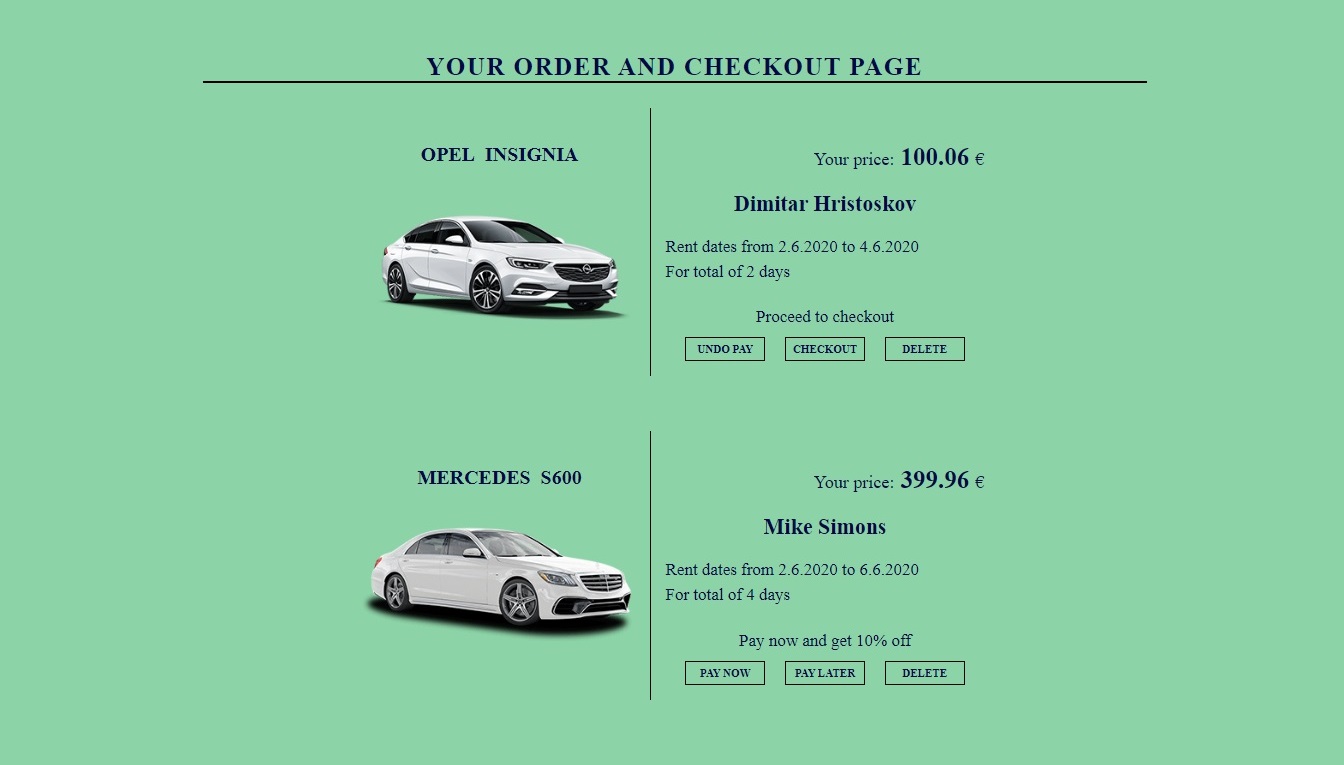 YOUR ORDER AND CHECKOUT PAGE
OPEL INSIGNIA
Your price: 100.06 €
Dimitar Hristoskov
Rent dates from 2.6.2020 to 4.6.2020
For total of 2 days
Proceed to checkout
UNDO PAY CHECKOUT DELETE
MERCEDES S600
Your price: 399.96 €
Mike Simons
Rent dates from 2.6.2020 to 6.6.2020
For total of 4 days
Pay now and get 10% off
PAY NOW PAY LATER DELETE